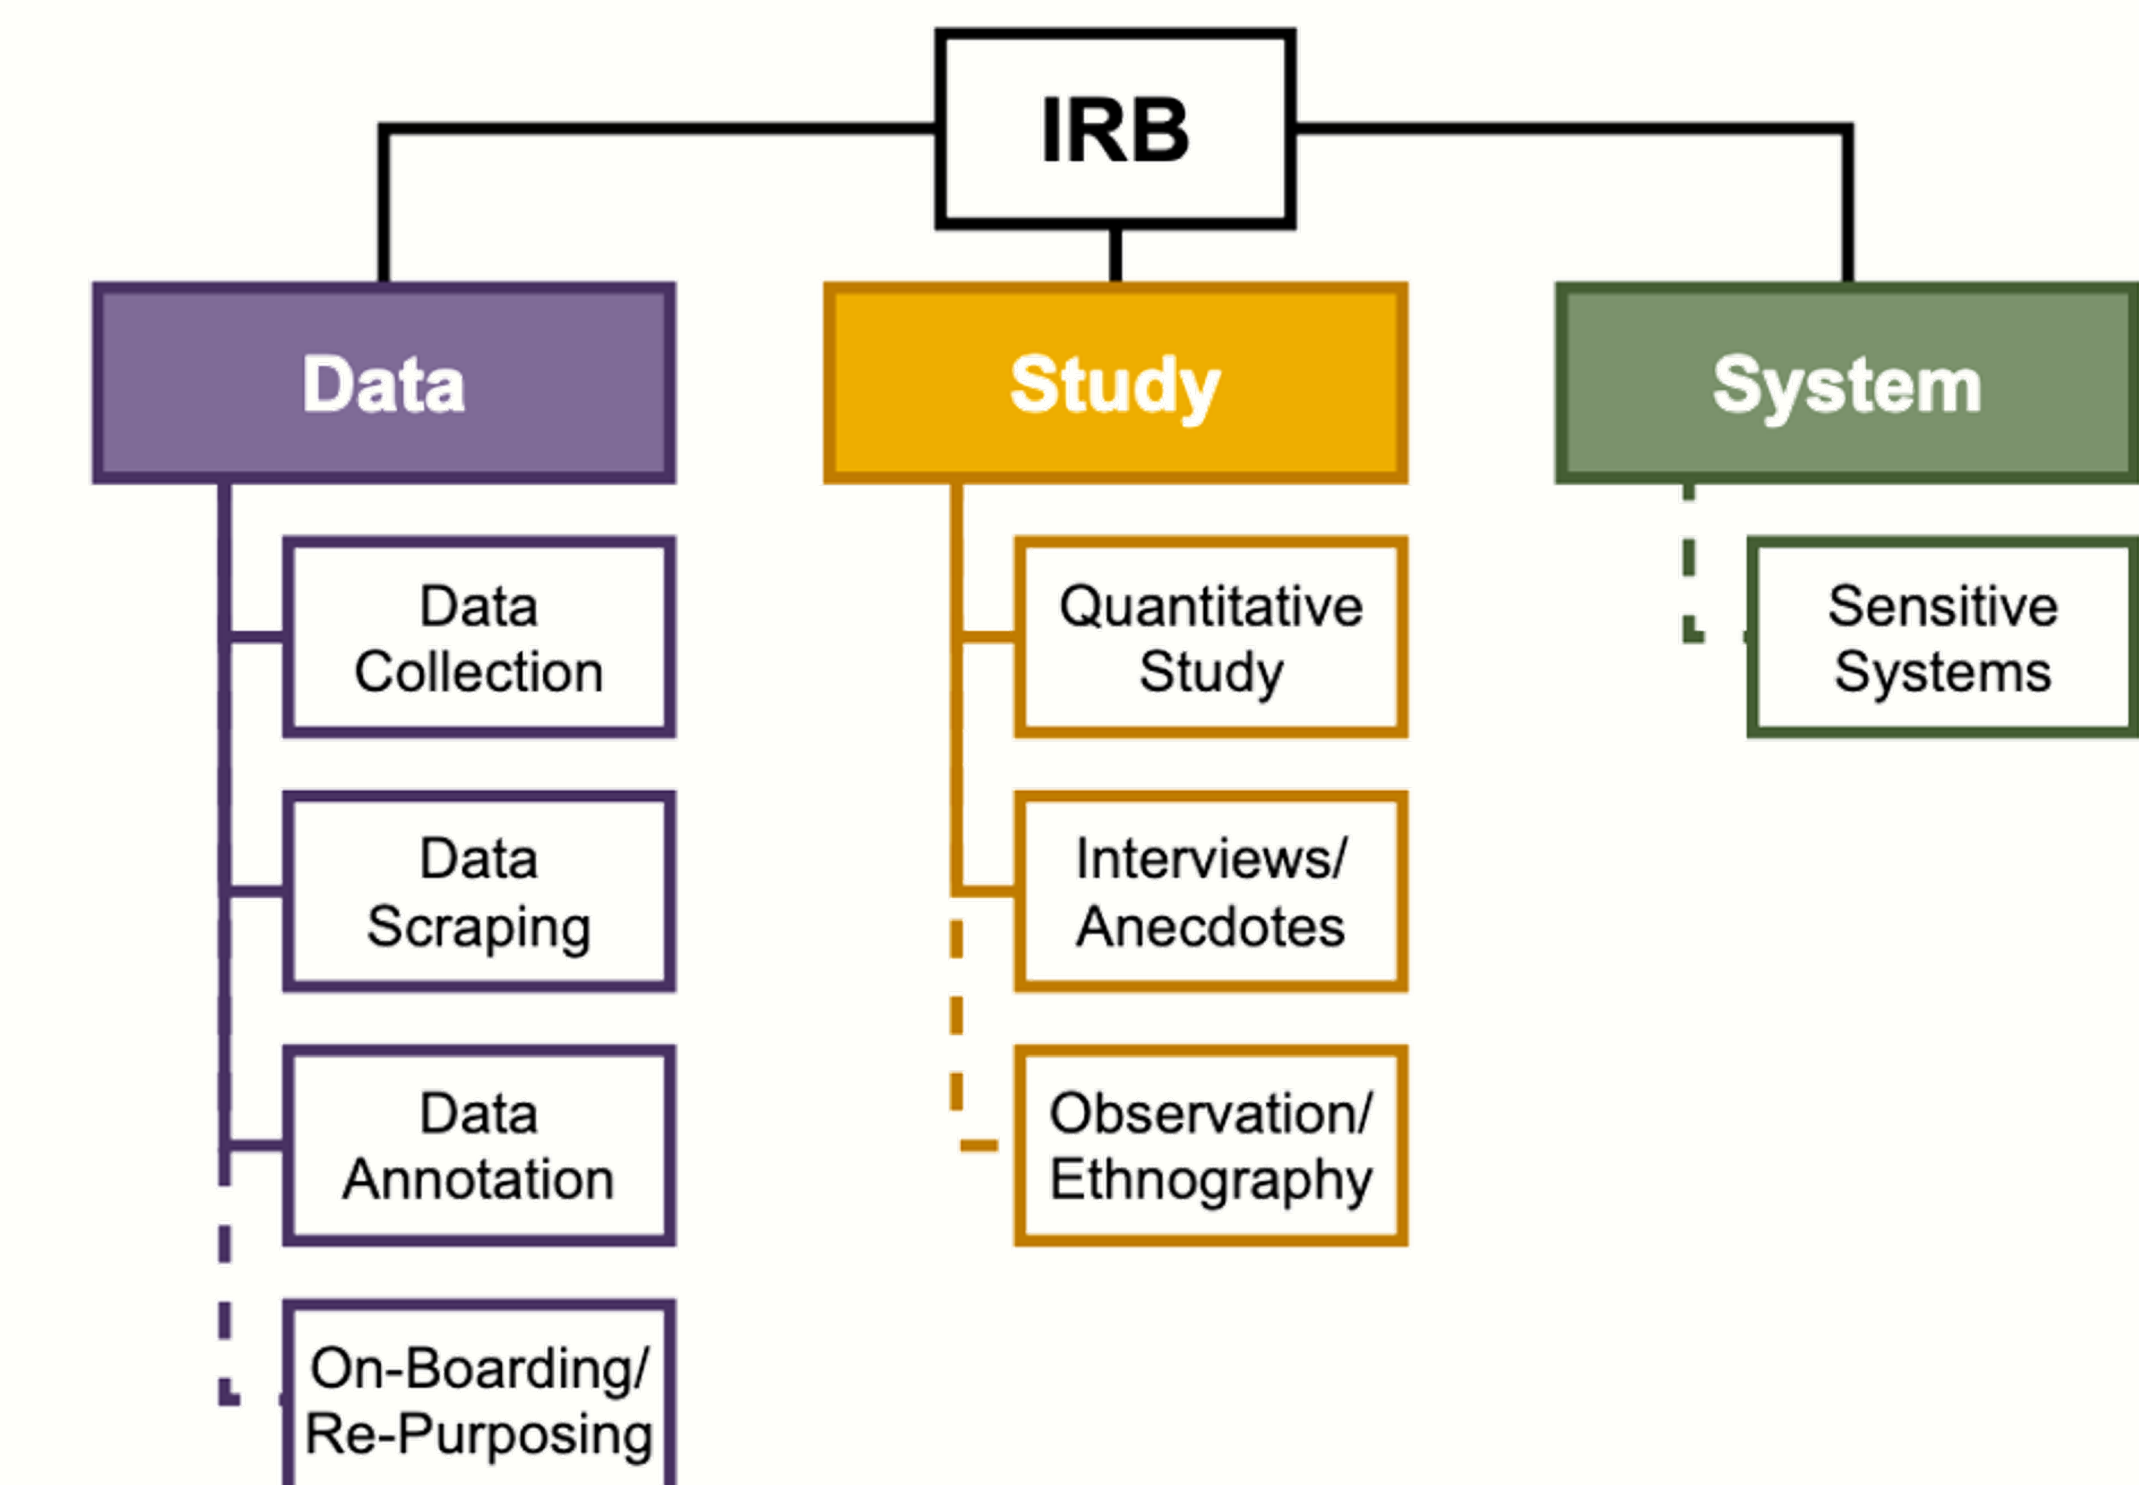 IRB
Data
Study
System
Data
Collection
Data
Scraping
Data
Annotation
On-Boarding/
Re-Purposing
Quantitative
Study
Interviews/
Anecdotes
Observation/
Ethnography
Sensitive
Systems